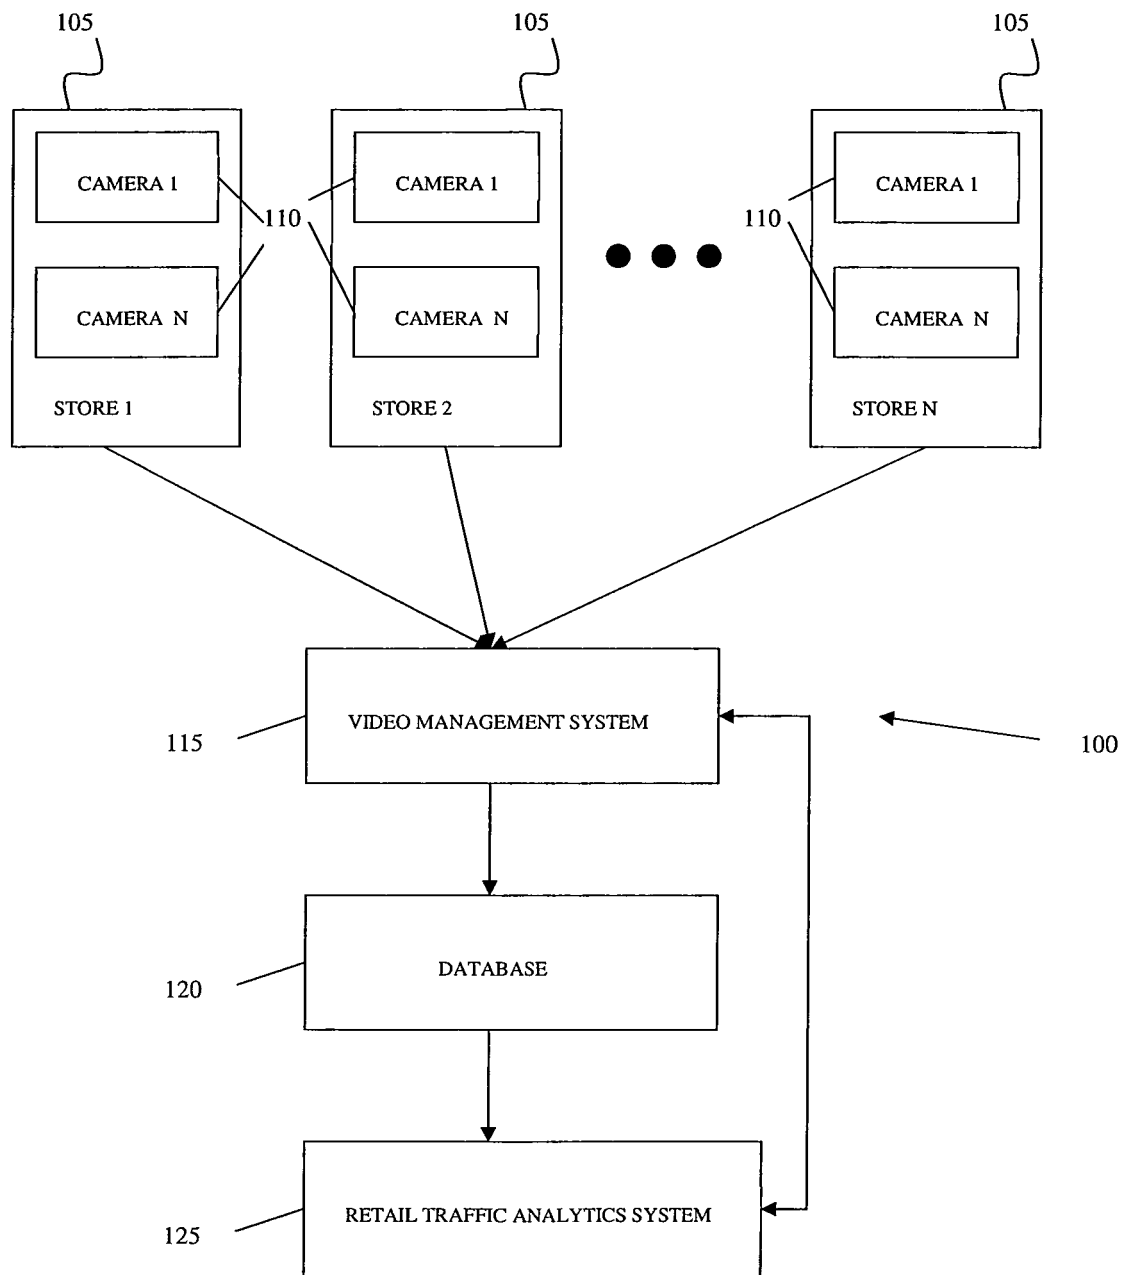 105 105 105
CAMERA 1 CAMERA 1 CAMERA 1
110 110
CAMERA N CAMERA N CAMERA N
STORE 1 STORE 2 STORE N
VIDEO MANAGEMENT SYSTEM
115
100
DATABASE
120
RETAIL TRAFFIC ANALYTICS SYSTEM
125